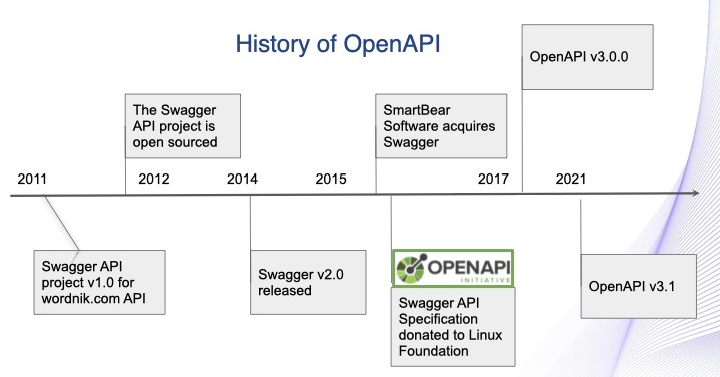 History of OpenAPI
OpenAPI v3.0.0
The Swagger
API project is
open sourced
SmartBear
Software acquires
Swagger
2011
2012
2014
2015
2017
2021
Swagger API
project v1.0 for
wordnik.com API
Swagger v2.0
released
OPENAPI
INITIATIVE
Swagger API
Specification
donated to Linux
Foundation
OpenAPI v3.1